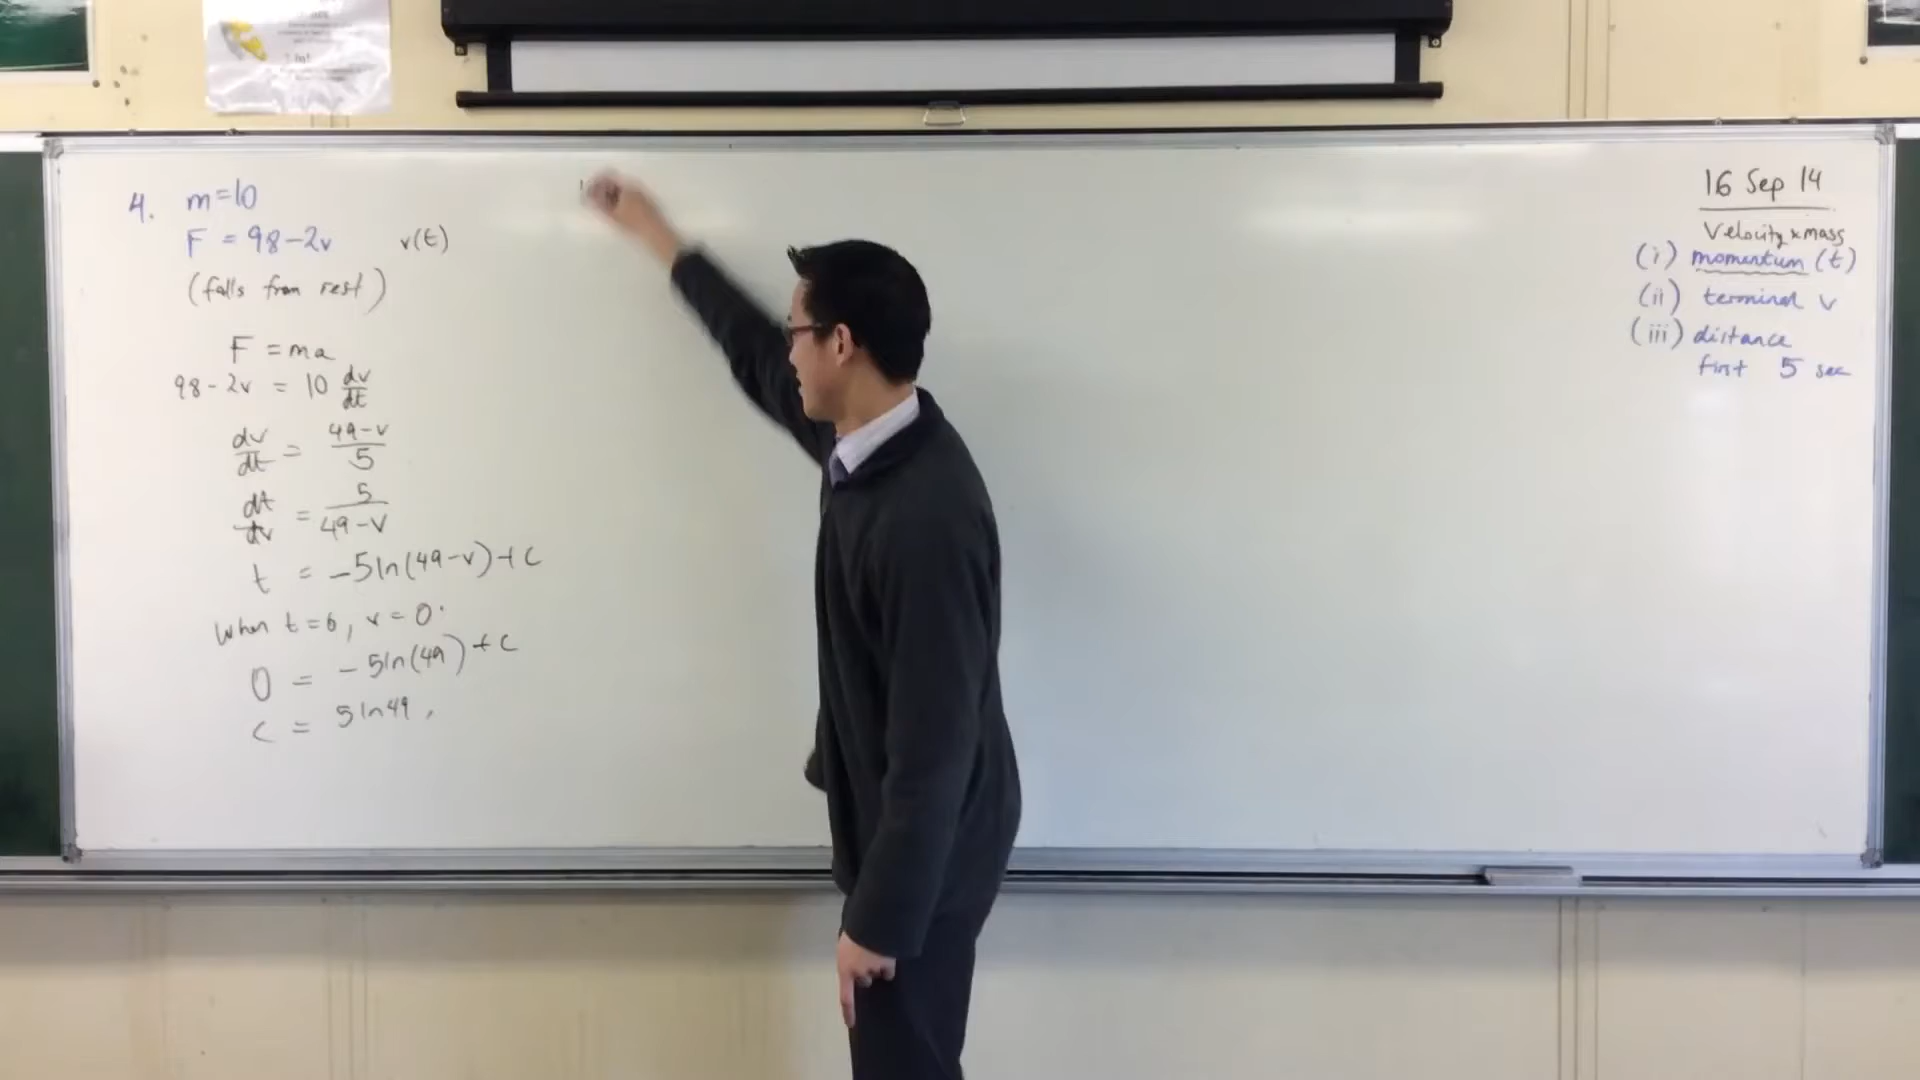 4. m=10
F = 98-2v v(t)
(falls from rest)
F = ma
98-2v = 10 dv/dt
dv/dt = 49-v/5
dt/dv = 5/49-v
t = -5ln(49-v)+c
When t=0, v=0.
0 = -5ln(49)+c
c = 5ln49,
16 Sep 14
Velocity x mass
(i) momentum (t)
(ii) terminal v
(iii) distance
first 5 sec